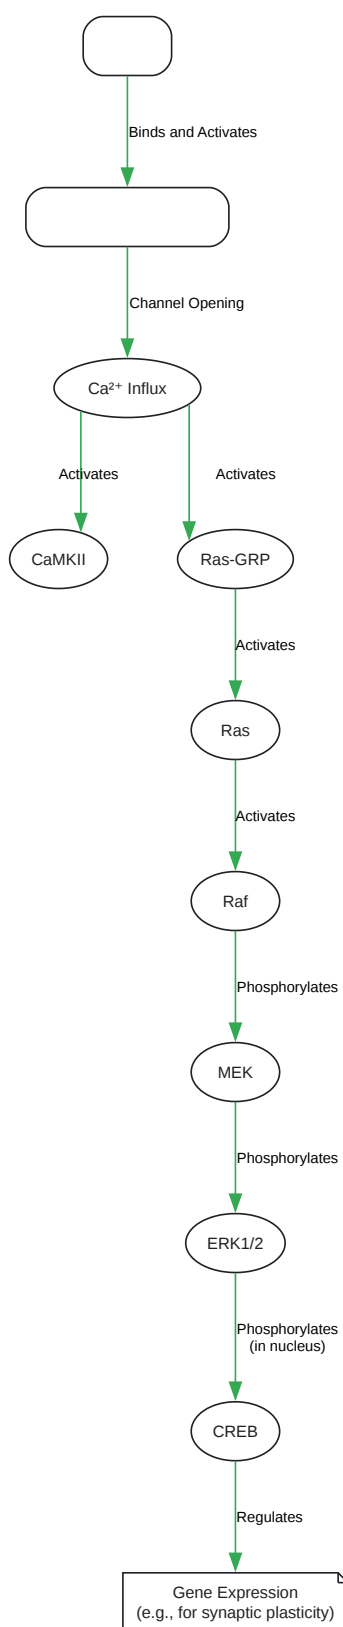 Binds and Activates
Channel Opening
Ca²⁺ Influx
Activates
Activates
CaMKII
Ras-GRP
Activates
Ras
Activates
Raf
Phosphorylates
MEK
Phosphorylates
ERK1/2
Phosphorylates
(in nucleus)
CREB
Regulates
Gene Expression
(e.g., for synaptic plasticity)